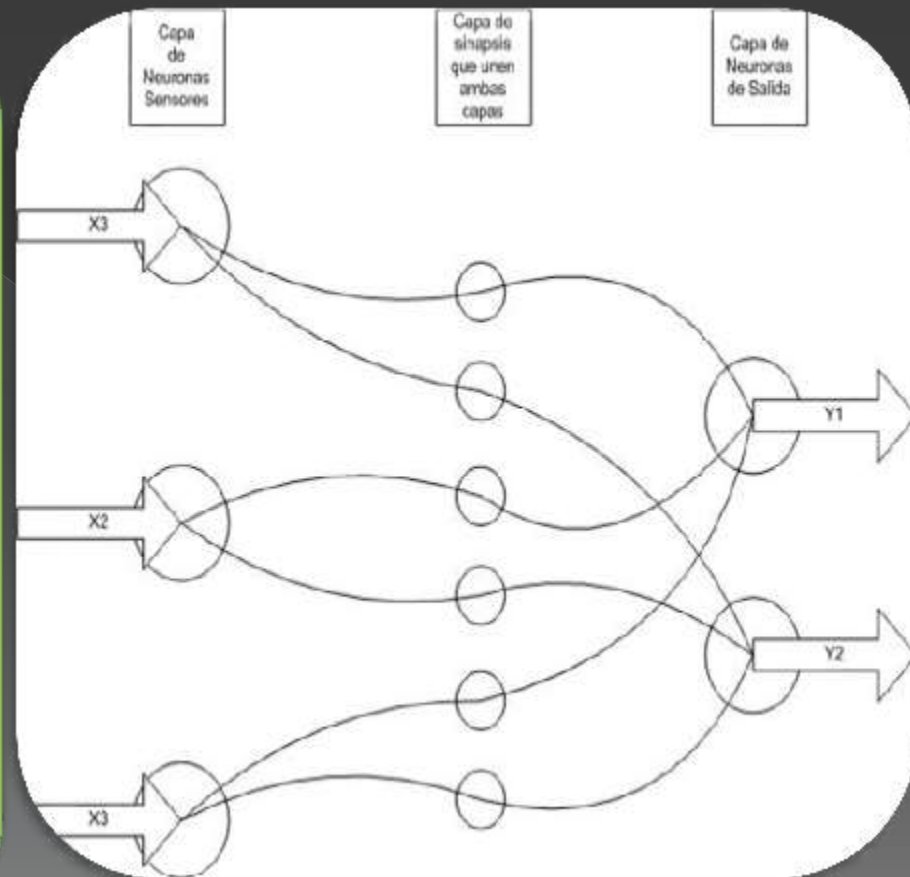 Capa
de
Neuronas
Sensores
Capa de
sinapsis
que unen
ambas
capas
Capa de
Neuronas
de Salida
X3
Y1
X2
Y2
X3